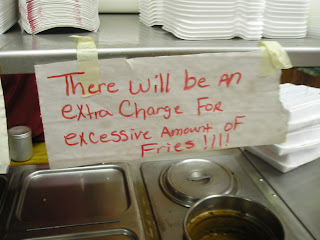 There will be An
extra Charge For
excessive Amount of
Fries !!!!